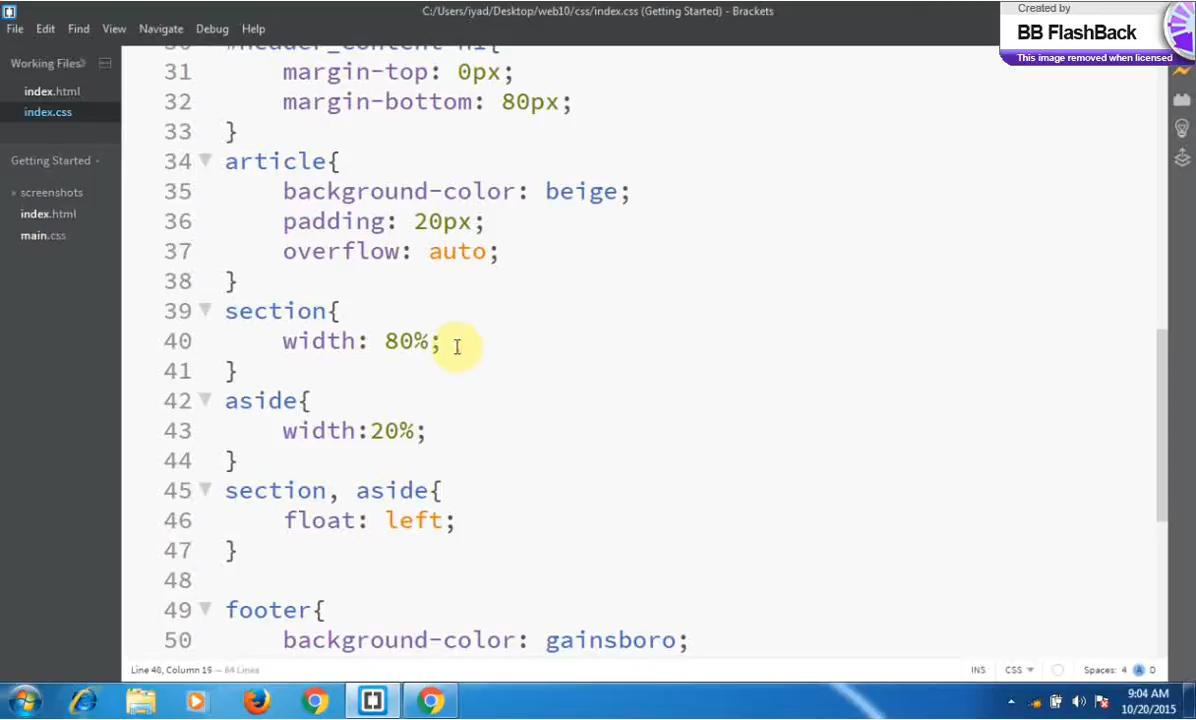 C:/Users/iyad/Desktop/web10/css/index.css (Getting Started) - Brackets
Created by
BB FlashBack
This image removed when licensed
File Edit Find View Navigate Debug Help
Working Files
index.html
index.css
Getting Started
screenshots
index.html
main.css
30 #header_content h1{
31 margin-top: 0px;
32 margin-bottom: 80px;
33 }
34 article{
35 background-color: beige;
36 padding: 20px;
37 overflow: auto;
38 }
39 section{
40 width: 80%;
41 }
42 aside{
43 width:20%;
44 }
45 section, aside{
46 float: left;
47 }
48
49 footer{
50 background-color: gainsboro;
Line 40, Column 15 — 64 Lines
INS CSS Spaces: 4
9:04 AM
10/20/2015